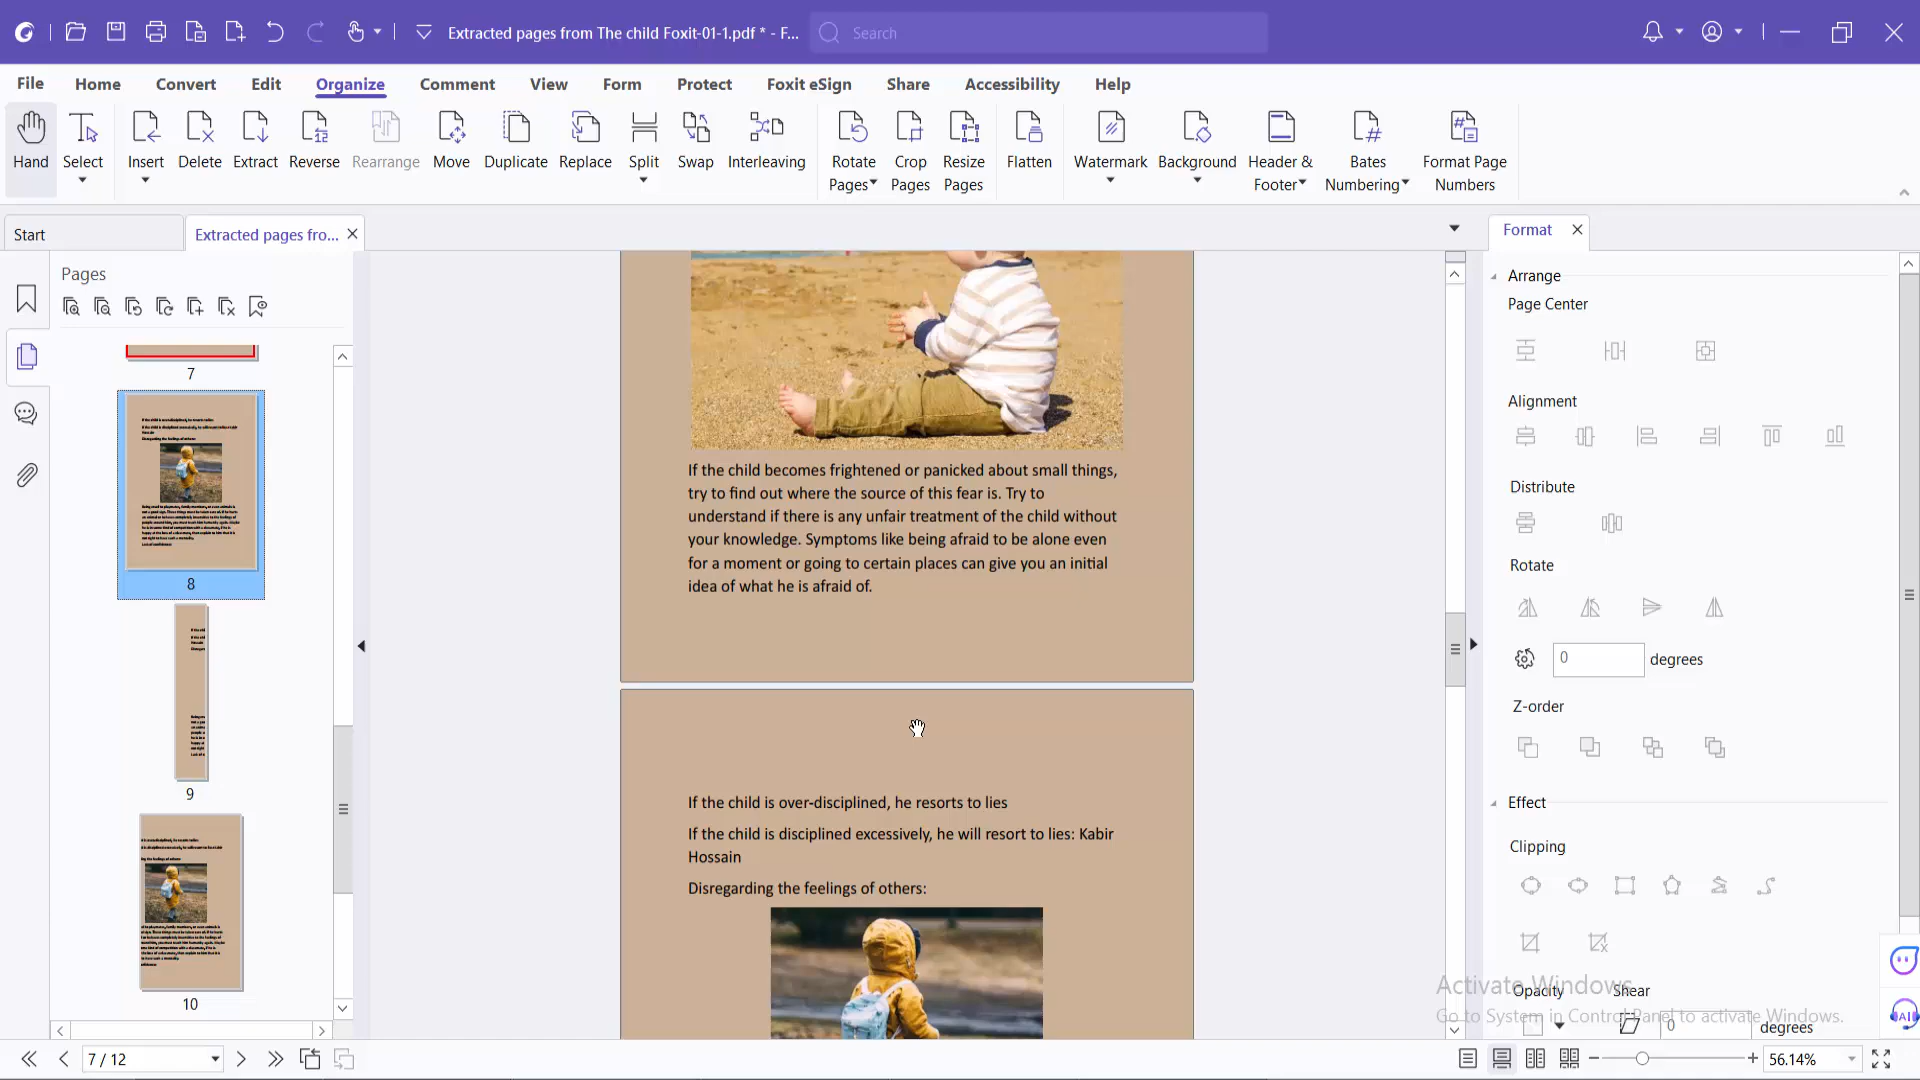 Extracted pages from The child Foxit-01-1.pdf * - F...
Search
File
Home
Convert
Edit
Organize
Comment
View
Form
Protect
Foxit eSign
Share
Accessibility
Help
Hand
Select
Insert
Delete
Extract
Reverse
Rearrange
Move
Duplicate
Replace
Split
Swap
Interleaving
Rotate
Pages
Crop
Pages
Resize
Pages
Flatten
Watermark
Background
Header &
Footer
Bates
Numbering
Format Page
Numbers
Start
Extracted pages fro...
Format
Pages
7
8
9
10
If the child becomes frightened or panicked about small things,
try to find out where the source of this fear is. Try to
understand if there is any unfair treatment of the child without
your knowledge. Symptoms like being afraid to be alone even
for a moment or going to certain places can give you an initial
idea of what he is afraid of.
If the child is over-disciplined, he resorts to lies
If the child is disciplined excessively, he will resort to lies: Kabir
Hossain
Disregarding the feelings of others:
Arrange
Page Center
Alignment
Distribute
Rotate
0
degrees
Z-order
Effect
Clipping
Opacity
Shear
0
degrees
Activate Windows
Go to System in Control Panel to activate Windows.
AI
7 / 12
56.14%